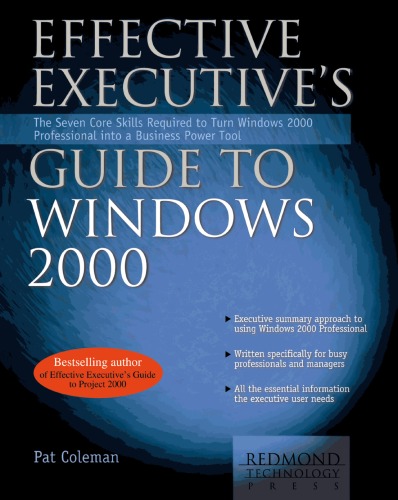 EFFECTIVE
EXECUTIVE'S
The Seven Core Skills Required to Turn Windows 2000
Professional into a Business Power Tool
GUIDE TO
WINDOWS
2000
▶ Executive summary approach to
using Windows 2000 Professional
▶ Written specifically for busy
professionals and managers
▶ All the essential information
the executive user needs
Bestselling author
of Effective Executive's Guide
to Project 2000
Pat Coleman
REDMOND
TECHNOLOGY
PRESS